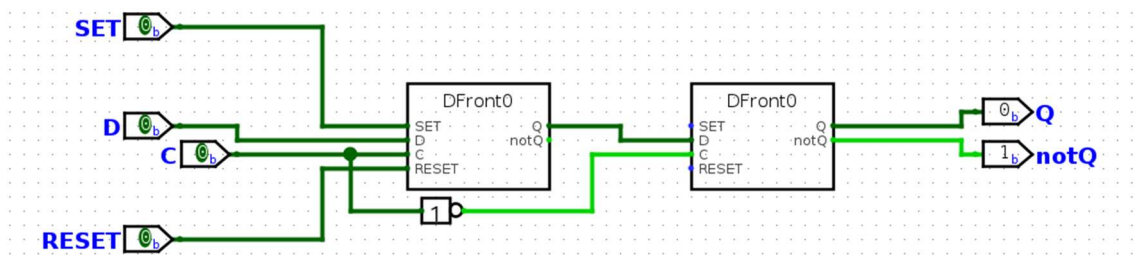 SET
0b
DFront0
DFront0
D
0b
SET
Q
SET
Q
0b
Q
D
notQ
D
notQ
C
0b
C
C
1b
notQ
RESET
RESET
1
RESET
0b